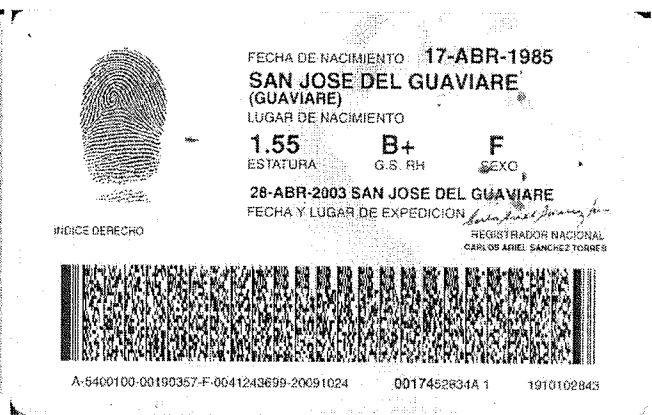 FECHA DE NACIMIENTO 17-ABR-1985
SAN JOSE DEL GUAVIARE
(GUAVIARE)
LUGAR DE NACIMIENTO
1.55 B+ F
ESTATURA G.S. RH SEXO
28-ABR-2003 SAN JOSE DEL GUAVIARE
FECHA Y LUGAR DE EXPEDICION
INDICE DERECHO
REGISTRADOR NACIONAL
CARLOS ARIEL SÁNCHEZ TORRES
A-5400100-00190357-F-0041243699-20091024 0017452834A 1 1910102843